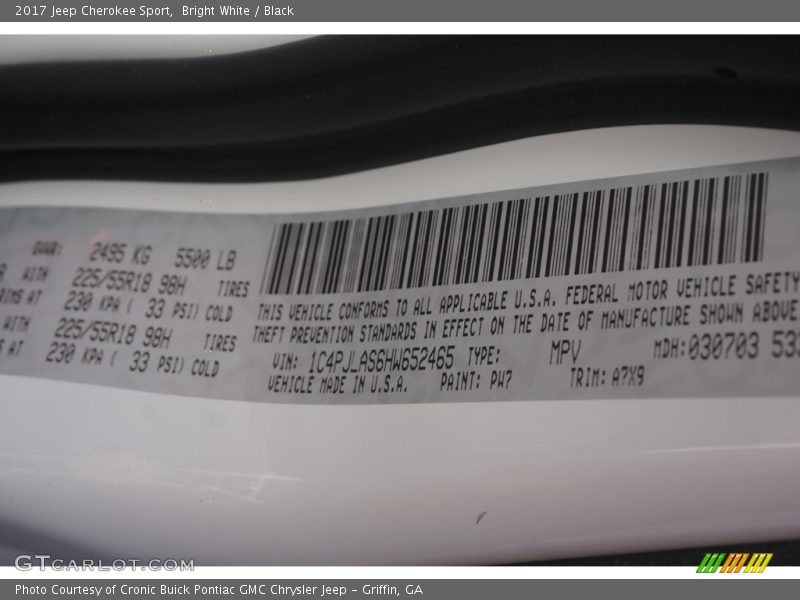 2017 Jeep Cherokee Sport,  Bright White / Black
GAWR: 2495 KG 5500 LB
WITH 225/55R18 98H TIRES
RIMS AT 230 KPA ( 33 PSI) COLD
WITH 225/55R18 98H TIRES
AT 230 KPA ( 33 PSI) COLD
THIS VEHICLE CONFORMS TO ALL APPLICABLE U.S.A. FEDERAL MOTOR VEHICLE SAFETY
THEFT PREVENTION STANDARDS IN EFFECT ON THE DATE OF MANUFACTURE SHOWN ABOVE
VIN: 1C4PJLAS6HW652465 TYPE: MPV MDH:030703 533
VEHICLE MADE IN U.S.A. PAINT: PW7 TRIM: A7X9
GTCARLOT.COM
Photo Courtesy of Cronic Buick Pontiac GMC Chrysler Jeep - Griffin, GA